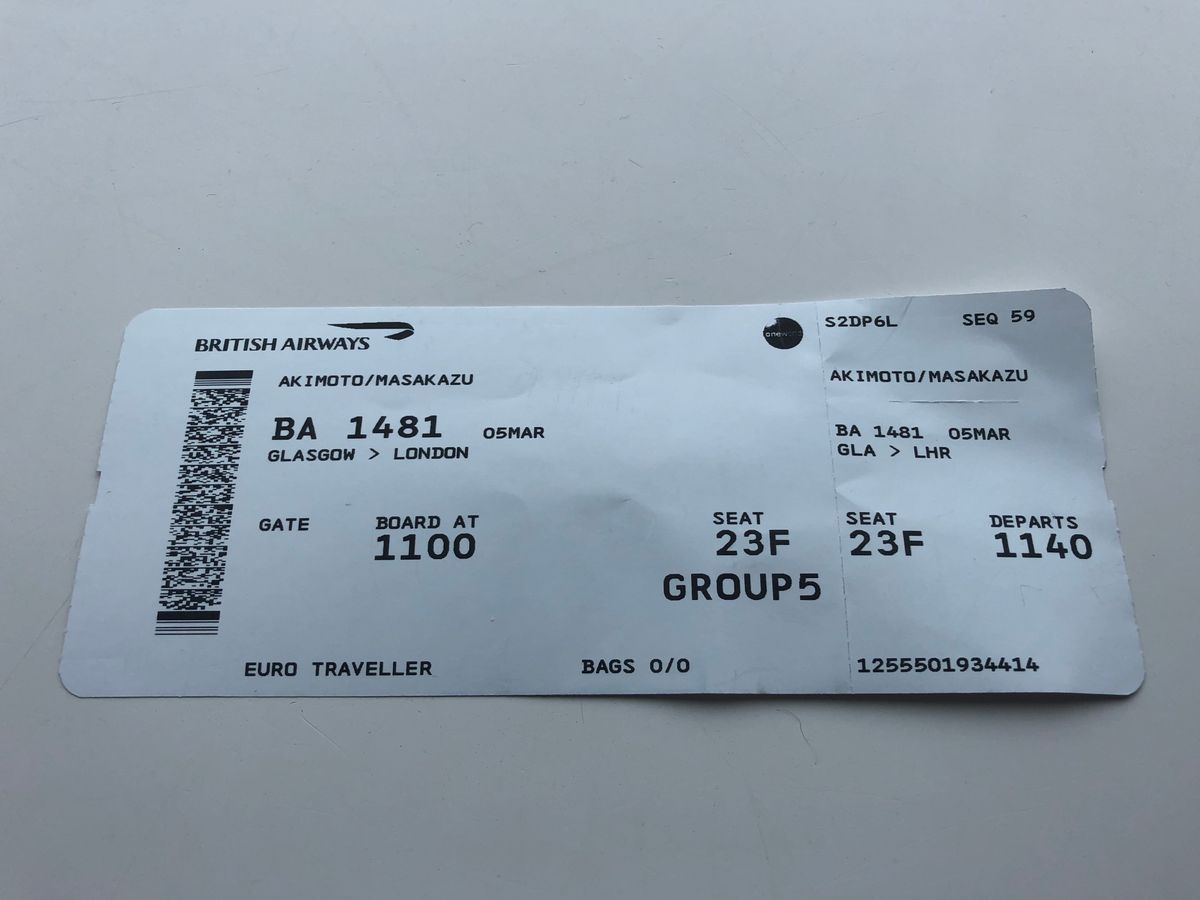 BRITISH AIRWAYS
AKIMOTO/MASAKAZU
BA 1481 05MAR
GLASGOW > LONDON
GATE BOARD AT SEAT
1100 23F
GROUP5
EURO TRAVELLER BAGS 0/0
S2DP6L SEQ 59
AKIMOTO/MASAKAZU
BA 1481 05MAR
GLA > LHR
SEAT DEPARTS
23F 1140
1255501934414